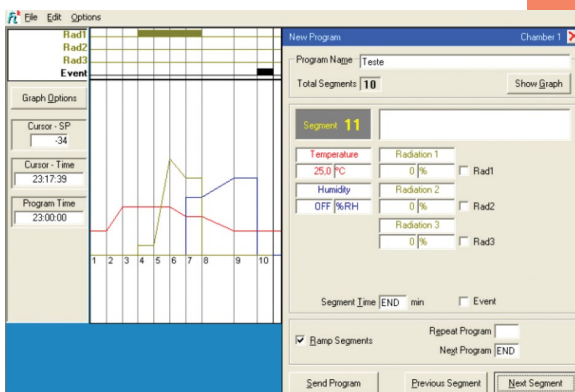 File Edit Options
Rad1
Rad2
Rad3
Event
Graph Options
Cursor - SP
-34
Cursor - Time
23:17:39
Program Time
23:00:00
1 2 3 4 5 6 7 8 9 10
New Program Chamber 1
Program Name Teste
Total Segments 10 Show Graph
Segment 11
Temperature Radiation 1
25,0 °C 0 % Rad1
Humidity Radiation 2
OFF %RH 0 % Rad2
Radiation 3
0 % Rad3
Segment Time END min Event
Ramp Segments Repeat Program
Next Program END
Send Program Previous Segment Next Segment